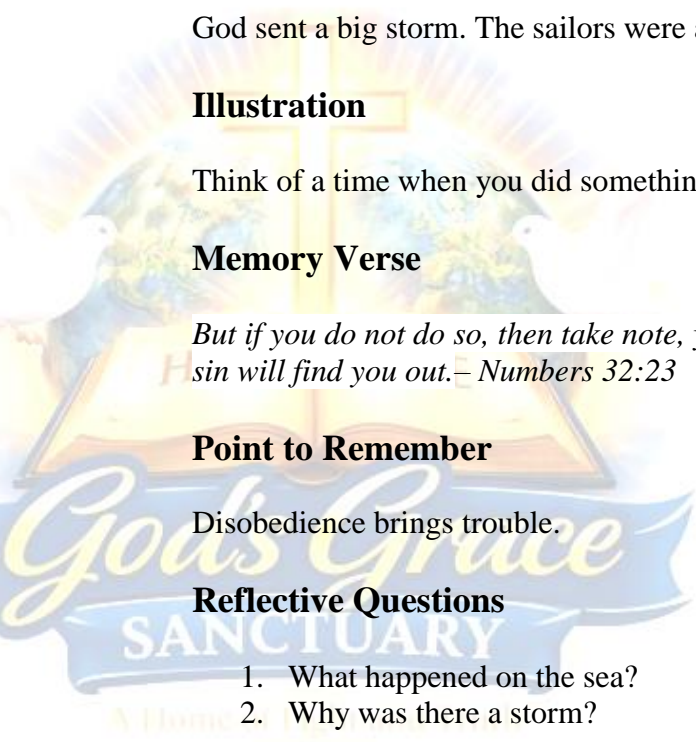 God sent a big storm. The sailors were
Illustration
Think of a time when you did
Memory Verse
But if you do not do so, then take note,
sin will find you out.– Numbers 32:23
Point to Remember
Disobedience brings trouble.
God's Grace
Reflective Questions
SANCTUARY
1. What happened on the sea?
2. Why was there a storm?